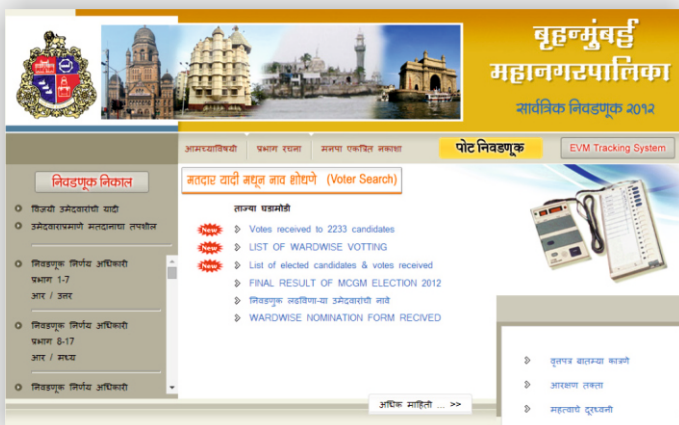 बृहन्मुंबई
महानगरपालिका
सार्वत्रिक निवडणूक २०१२
आमच्याविषयी
प्रभाग रचना
मनपा एकत्रित नकाशा
पोट निवडणूक
EVM Tracking System
निवडणूक निकाल
विजयी उमेदवारांची यादी
उमेदवाराप्रमाणे मतदानाचा तपशील
निवडणूक निर्णय अधिकारी
प्रभाग 1-7
आर / उत्तर
निवडणूक निर्णय अधिकारी
प्रभाग 8-17
आर / मध्य
निवडणूक निर्णय अधिकारी
मतदार यादी मधून नाव शोधणे (Voter Search)
ताज्या घडामोडी
New Votes received to 2233 candidates
New LIST OF WARDWISE VOTTING
New List of elected candidates & votes received
FINAL RESULT OF MCGM ELECTION 2012
निवडणुक लढविणा-या उमेदवारांची नावे
WARDWISE NOMINATION FORM RECIVED
अधिक माहिती ... >>
वृत्तपत्र बातम्या कात्रणे
आरक्षण तक्ता
महत्वाचे दूरध्वनी